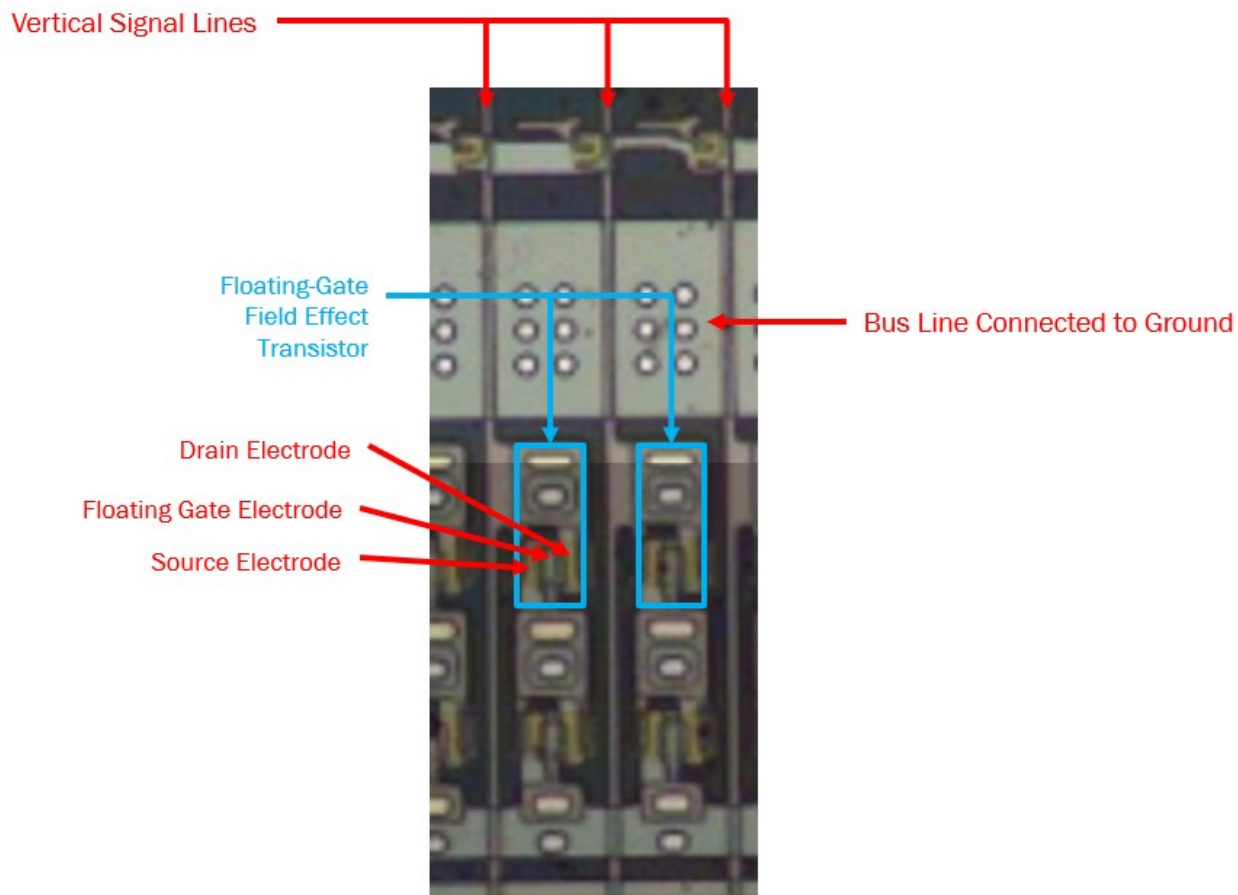 Vertical Signal Lines
Floating-Gate
Field Effect
Transistor
Bus Line Connected to Ground
Drain Electrode
Floating Gate Electrode
Source Electrode